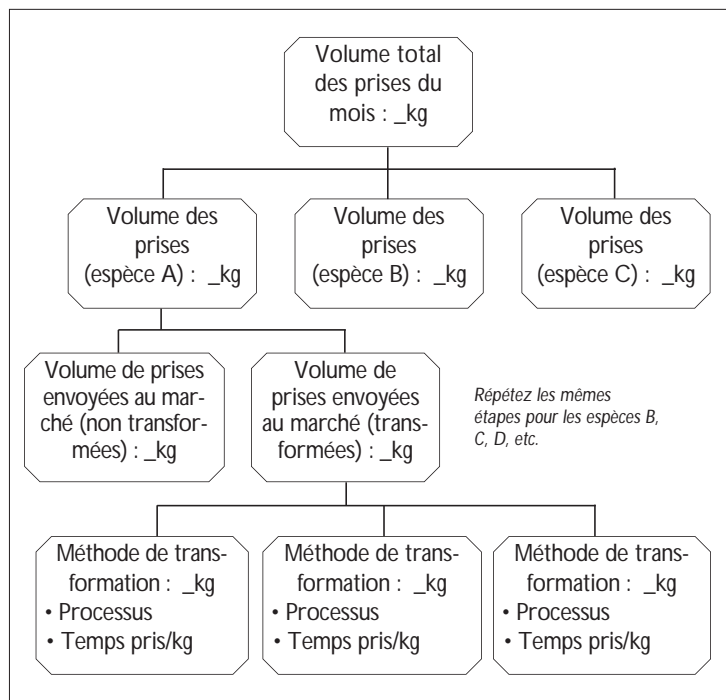 Volume total
des prises du
mois : _kg
Volume des
prises
(espèce A) : _kg
Volume des
prises
(espèce B) : _kg
Volume des
prises
(espèce C) : _kg
Volume de prises
envoyées au mar-
ché (non transfor-
mées) : _kg
Volume de
prises envoyées
au marché (trans-
formées) : _kg
Répétez les mêmes
étapes pour les espèces B,
C, D, etc.
Méthode de trans-
formation : _kg
• Processus
• Temps pris/kg
Méthode de trans-
formation : _kg
• Processus
• Temps pris/kg
Méthode de trans-
formation : _kg
• Processus
• Temps pris/kg